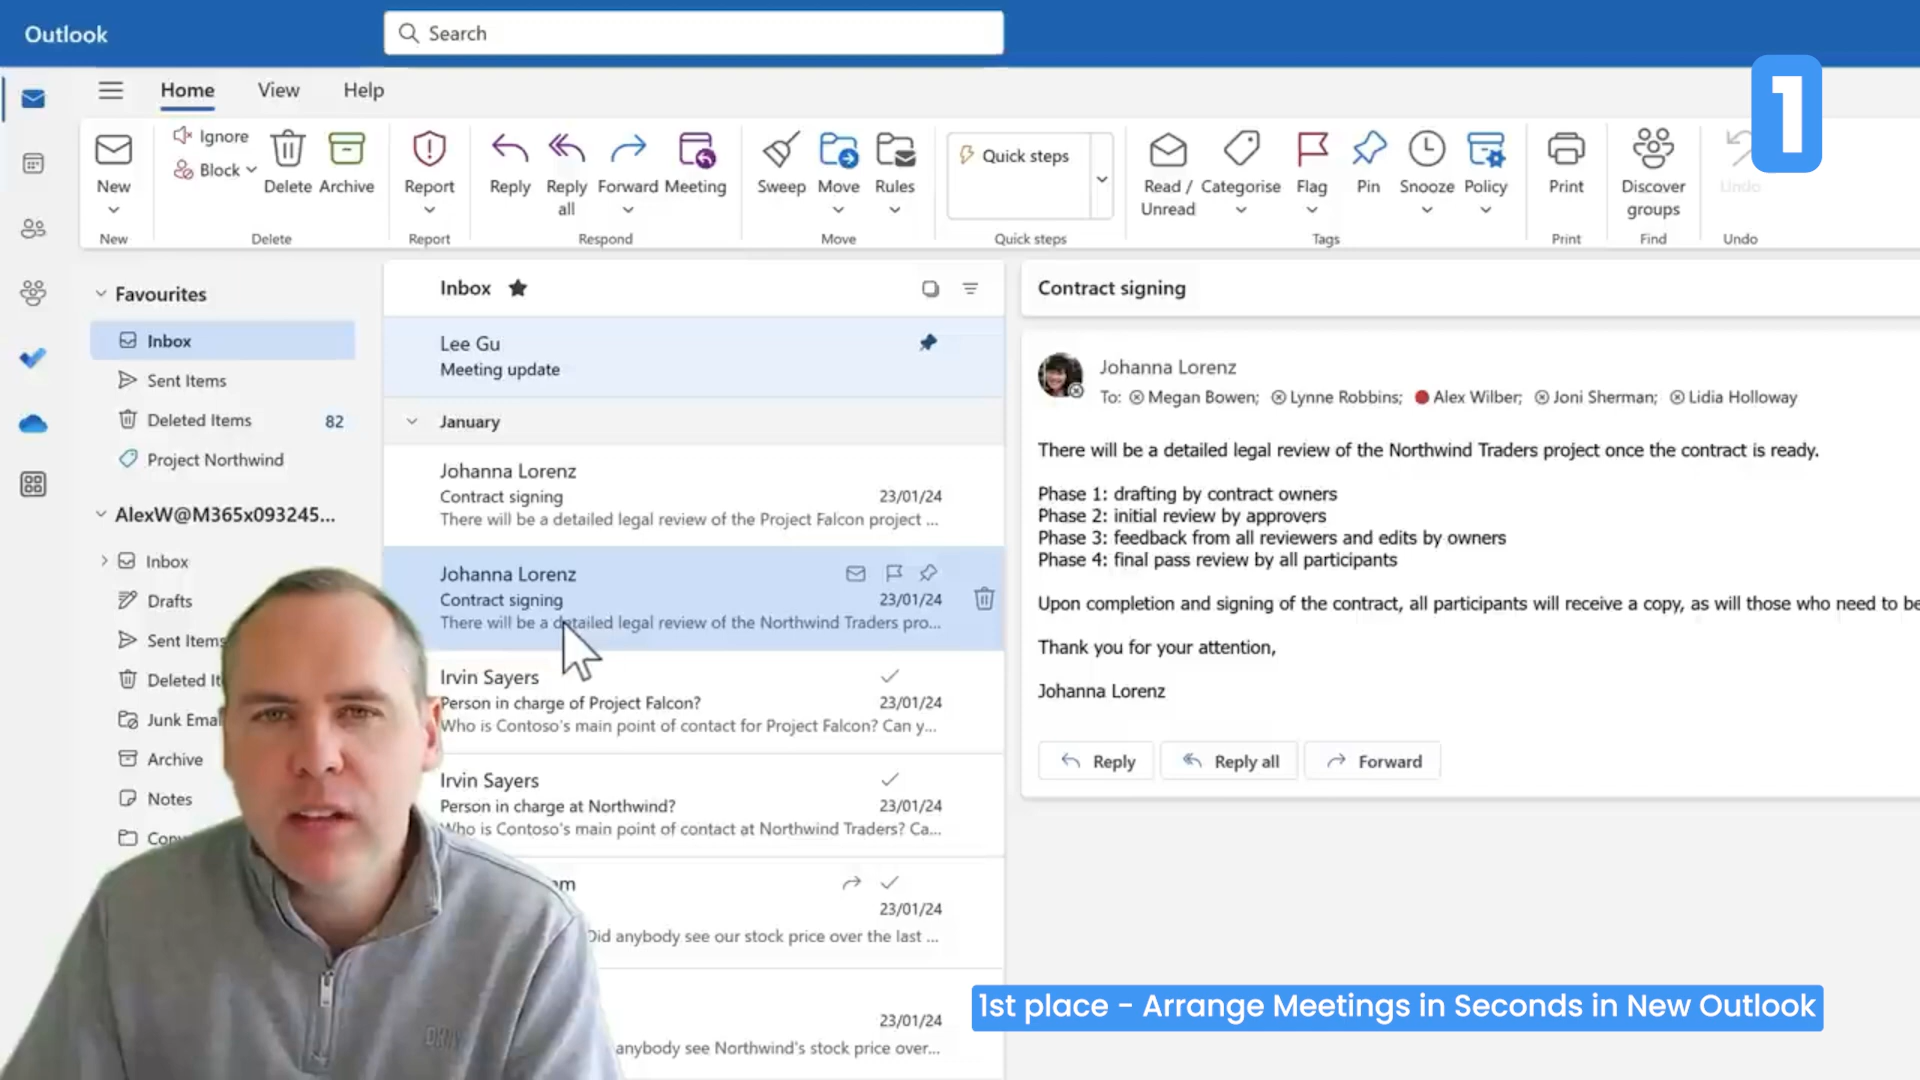 Outlook
Search
1
Home View Help
New
Ignore
Block
Delete
Archive
Report
Reply
Reply all
Forward
Meeting
Sweep
Move
Rules
Quick steps
Read / Unread
Categorise
Flag
Pin
Snooze
Policy
Print
Discover groups
Undo
New Delete Report Respond Move Quick steps Tags Print Find Undo
Favourites
Inbox
Sent Items
Deleted Items 82
Project Northwind
AlexW@M365x093245...
Inbox
Drafts
Sent Items
Deleted It
Junk Emai
Archive
Notes
Inbox
Lee Gu
Meeting update
January
Johanna Lorenz
Contract signing 23/01/24
There will be a detailed legal review of the Project Falcon project ...
Johanna Lorenz
Contract signing 23/01/24
There will be a detailed legal review of the Northwind Traders pro...
Irvin Sayers
Person in charge of Project Falcon? 23/01/24
Who is Contoso's main point of contact for Project Falcon? Can y...
Irvin Sayers
Person in charge at Northwind? 23/01/24
Who is Contoso's main point of contact at Northwind Traders? Ca...
23/01/24
Did anybody see our stock price over the last ...
23/01/24
anybody see Northwind's stock price over...
Contract signing
Johanna Lorenz
To: Megan Bowen; Lynne Robbins; Alex Wilber; Joni Sherman; Lidia Holloway
There will be a detailed legal review of the Northwind Traders project once the contract is ready.
Phase 1: drafting by contract owners
Phase 2: initial review by approvers
Phase 3: feedback from all reviewers and edits by owners
Phase 4: final pass review by all participants
Upon completion and signing of the contract, all participants will receive a copy, as will those who need to be
Thank you for your attention,
Johanna Lorenz
Reply Reply all Forward
1st place - Arrange Meetings in Seconds in New Outlook